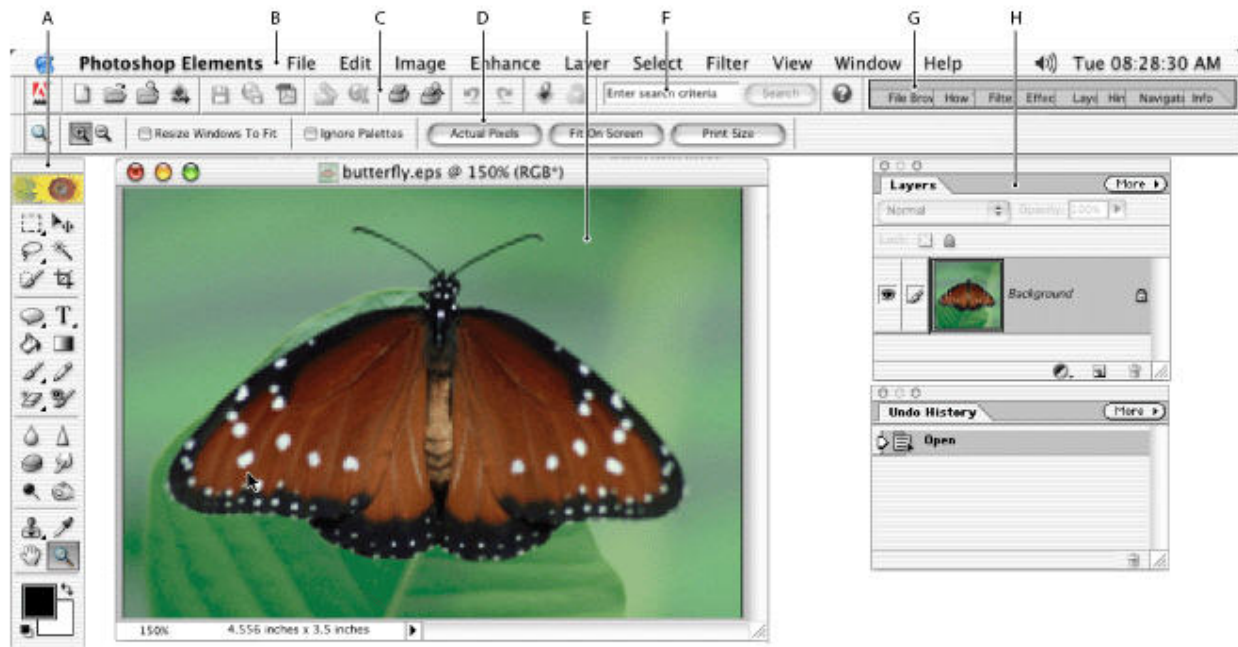 A B C D E F G H
Photoshop Elements File Edit Image Enhance Layer Select Filter View Window Help Tue 08:28:30 AM
Enter search criteria Search ? File Brow How Filte Effec Laye Hin Navigati Info
Resize Windows To Fit Ignore Palettes Actual Pixels Fit On Screen Print Size
butterfly.eps @ 150% (RGB*)
Layers More
Normal Opacity: 100%
Lock:
Background
T
Undo History More
Open
150% 4.556 inches x 3.5 inches